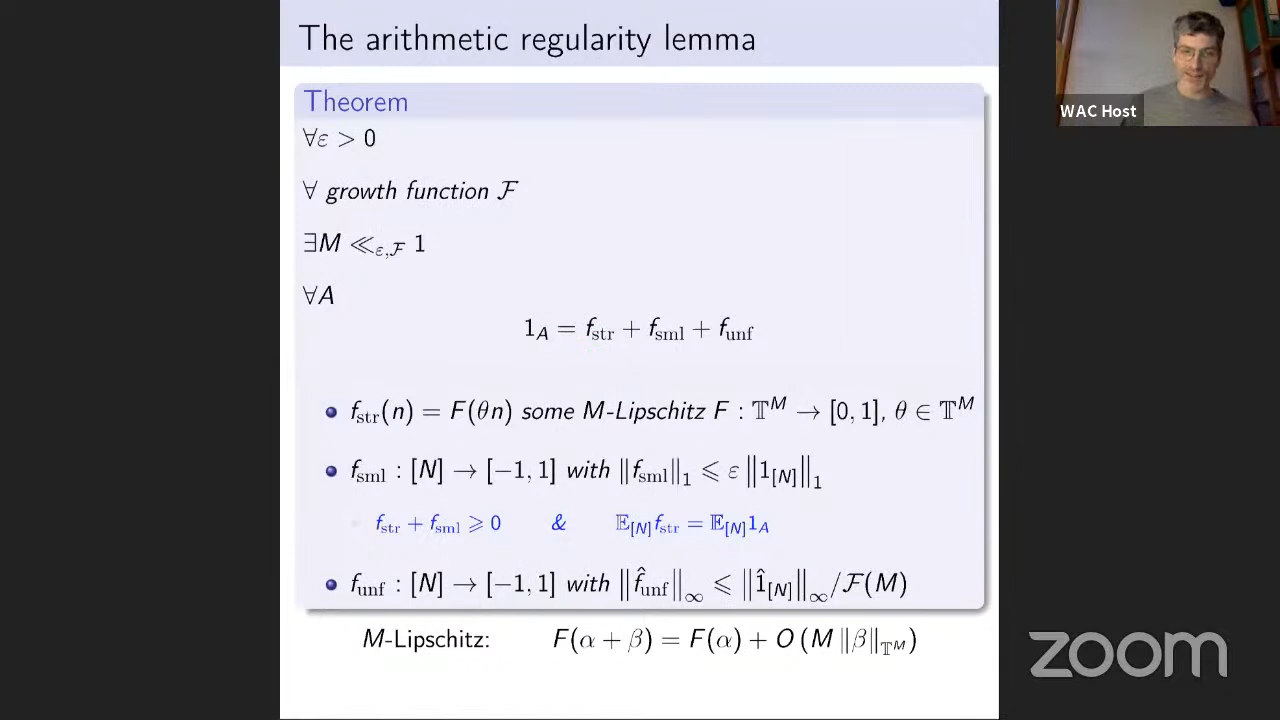 The arithmetic regularity lemma
WAC Host
Theorem
∀ε > 0
∀ growth function ℱ
∃M ≪_{ε,ℱ} 1
∀A
1_A = f_str + f_sml + f_unf
f_str(n) = F(θn) some M-Lipschitz F : 𝕋^M → [0, 1], θ ∈ 𝕋^M
f_sml : [N] → [−1, 1] with ‖f_sml‖_1 ⩽ ε ‖1_{[N]}‖_1
f_str + f_sml ⩾ 0 & 𝔼_{[N]}f_str = 𝔼_{[N]}1_A
f_unf : [N] → [−1, 1] with ‖f̂_unf‖_∞ ⩽ ‖1̂_{[N]}‖_∞/ℱ(M)
M-Lipschitz: F(α + β) = F(α) + O(M ‖β‖_{𝕋^M})
zoom